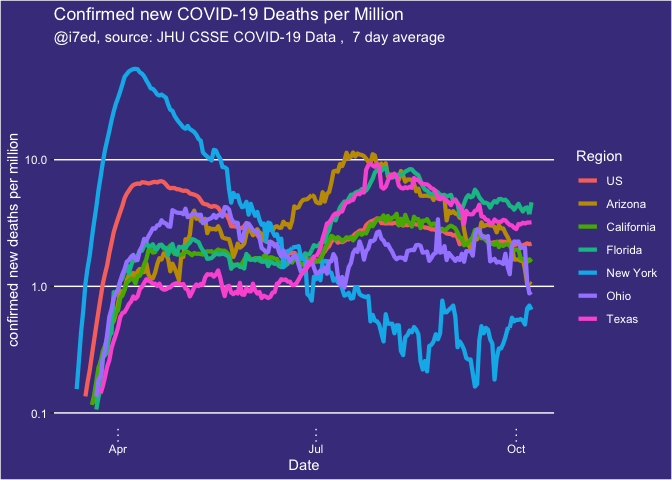 Confirmed new COVID-19 Deaths per Million
@i7ed, source: JHU CSSE COVID-19 Data , 7 day average
confirmed new deaths per million
10.0
1.0
0.1
Apr
Jul
Oct
Date
Region
US
Arizona
California
Florida
New York
Ohio
Texas